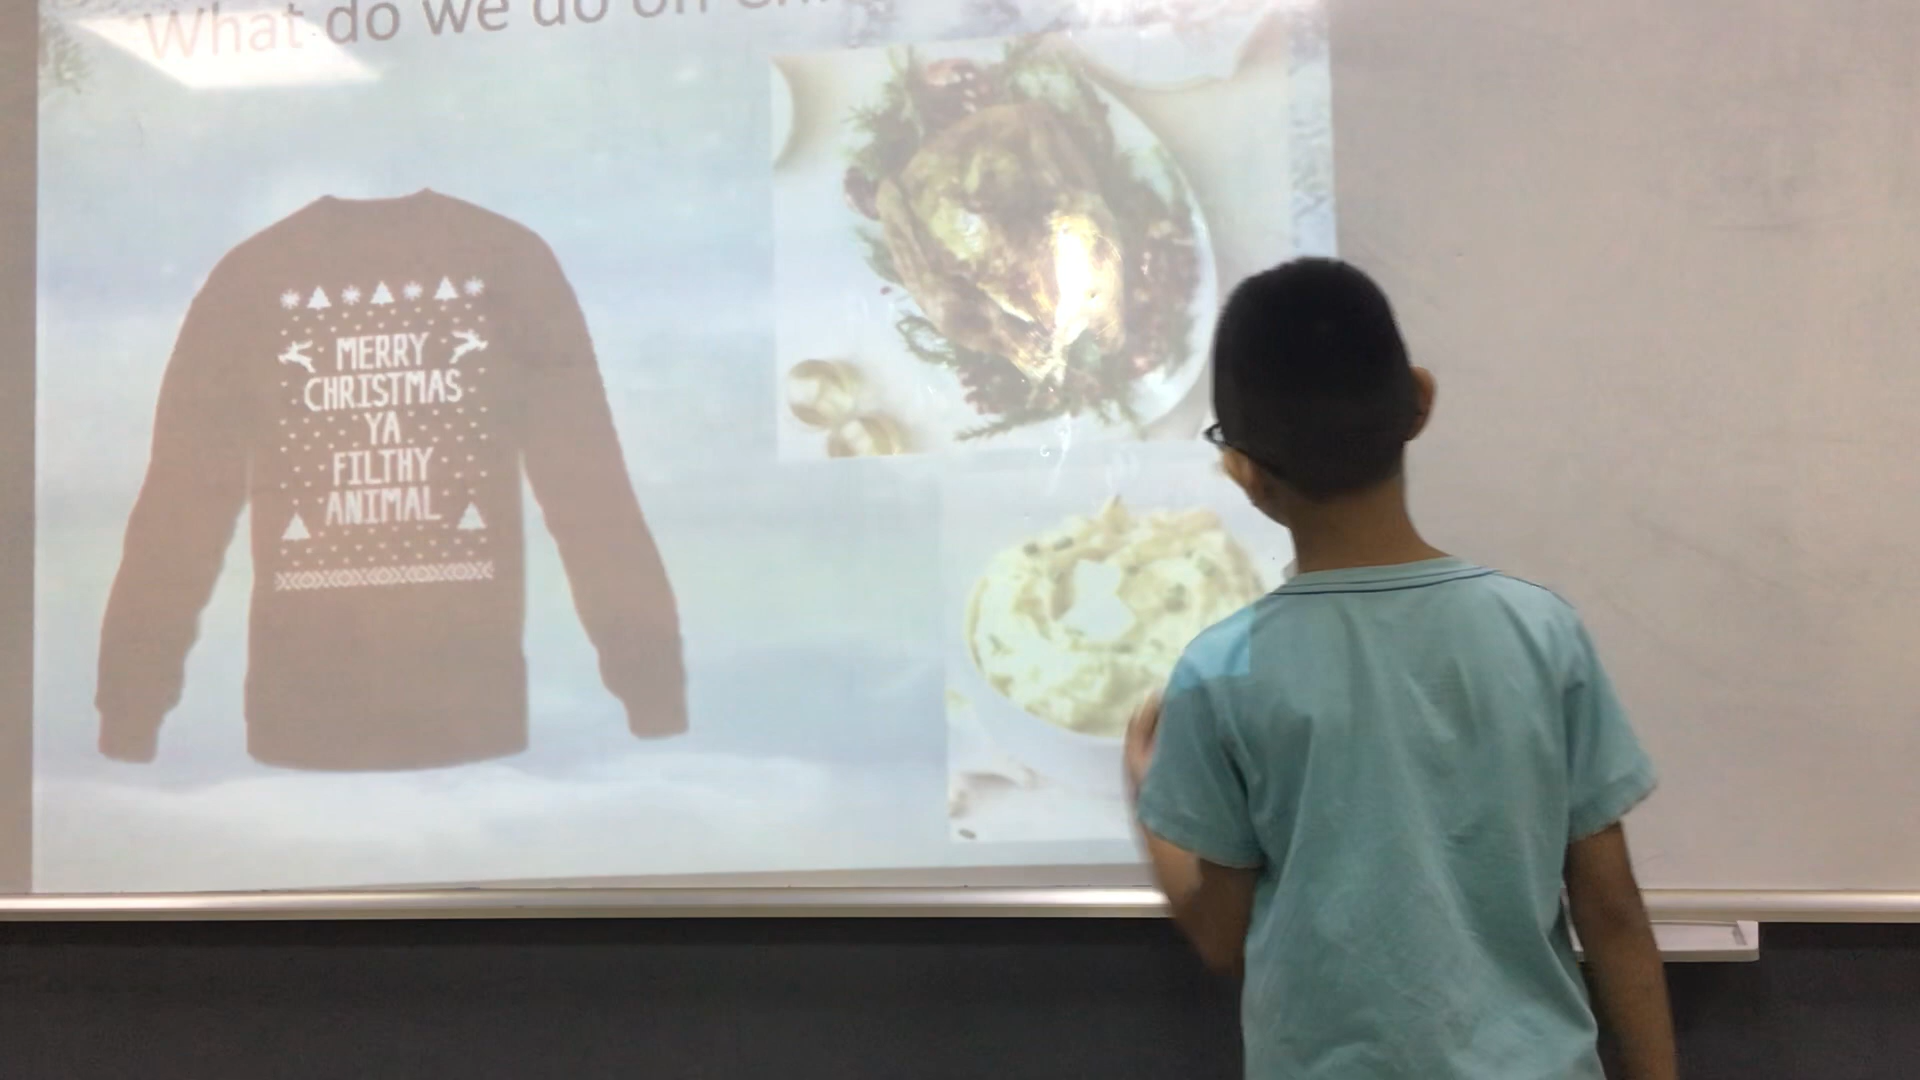 What do we do on
MERRY
CHRISTMAS
YA
FILTHY
ANIMAL